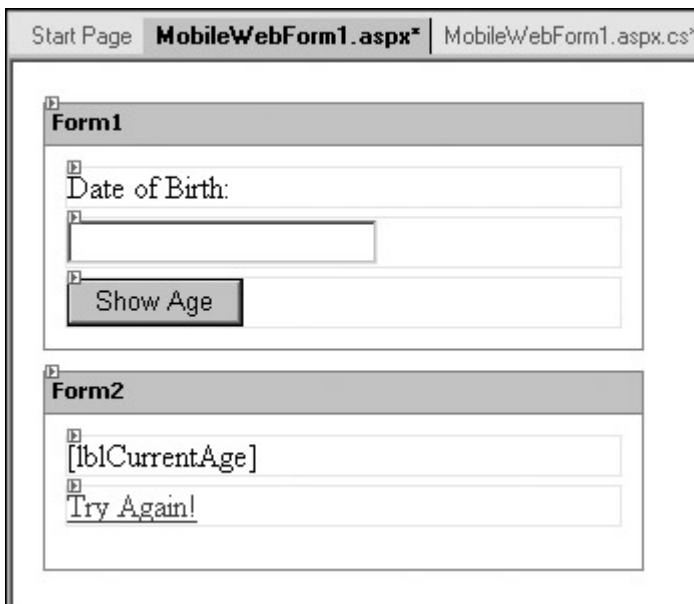 Start Page MobileWebForm1.aspx* MobileWebForm1.aspx.cs*
Form1
Date of Birth:
Show Age
Form2
[lblCurrentAge]
Try Again!